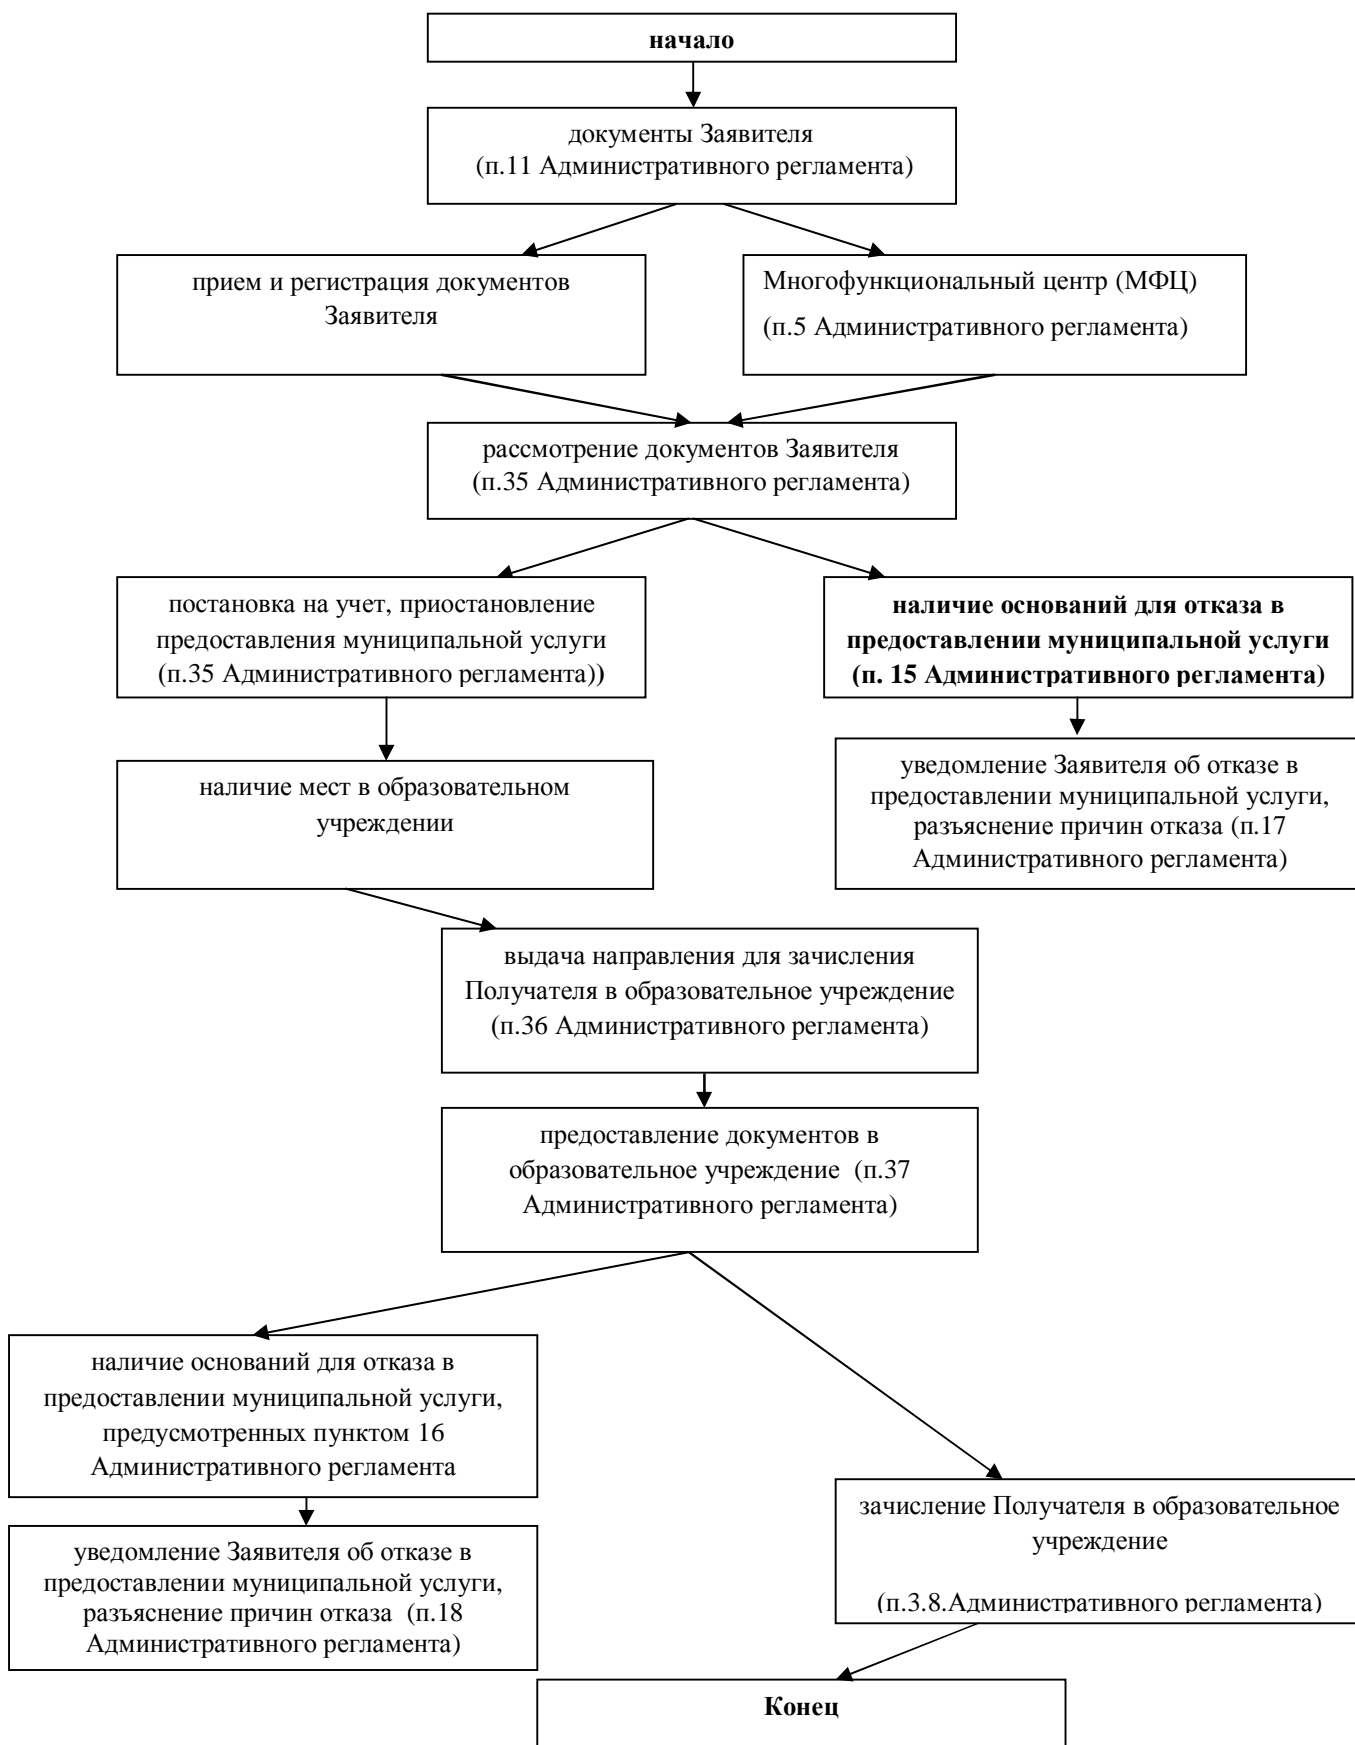 начало
документы Заявителя
(п.11 Административного регламента)
прием и регистрация документов
Заявителя
Многофункциональный центр (МФЦ)
(п.5 Административного регламента)
рассмотрение документов Заявителя
(п.35 Административного регламента)
постановка на учет, приостановление
предоставления муниципальной услуги
(п.35 Административного регламента))
наличие оснований для отказа в
предоставлении муниципальной услуги
(п. 15 Административного регламента)
наличие мест в образовательном
учреждении
уведомление Заявителя об отказе в
предоставлении муниципальной услуги,
разъяснение причин отказа (п.17
Административного регламента)
выдача направления для зачисления
Получателя в образовательное учреждение
(п.36 Административного регламента)
предоставление документов в
образовательное учреждение (п.37
Административного регламента)
наличие оснований для отказа в
предоставлении муниципальной услуги,
предусмотренных пунктом 16
Административного регламента
зачисление Получателя в образовательное
учреждение
(п.3.8.Административного регламента)
уведомление Заявителя об отказе в
предоставлении муниципальной услуги,
разъяснение причин отказа (п.18
Административного регламента)
Конец